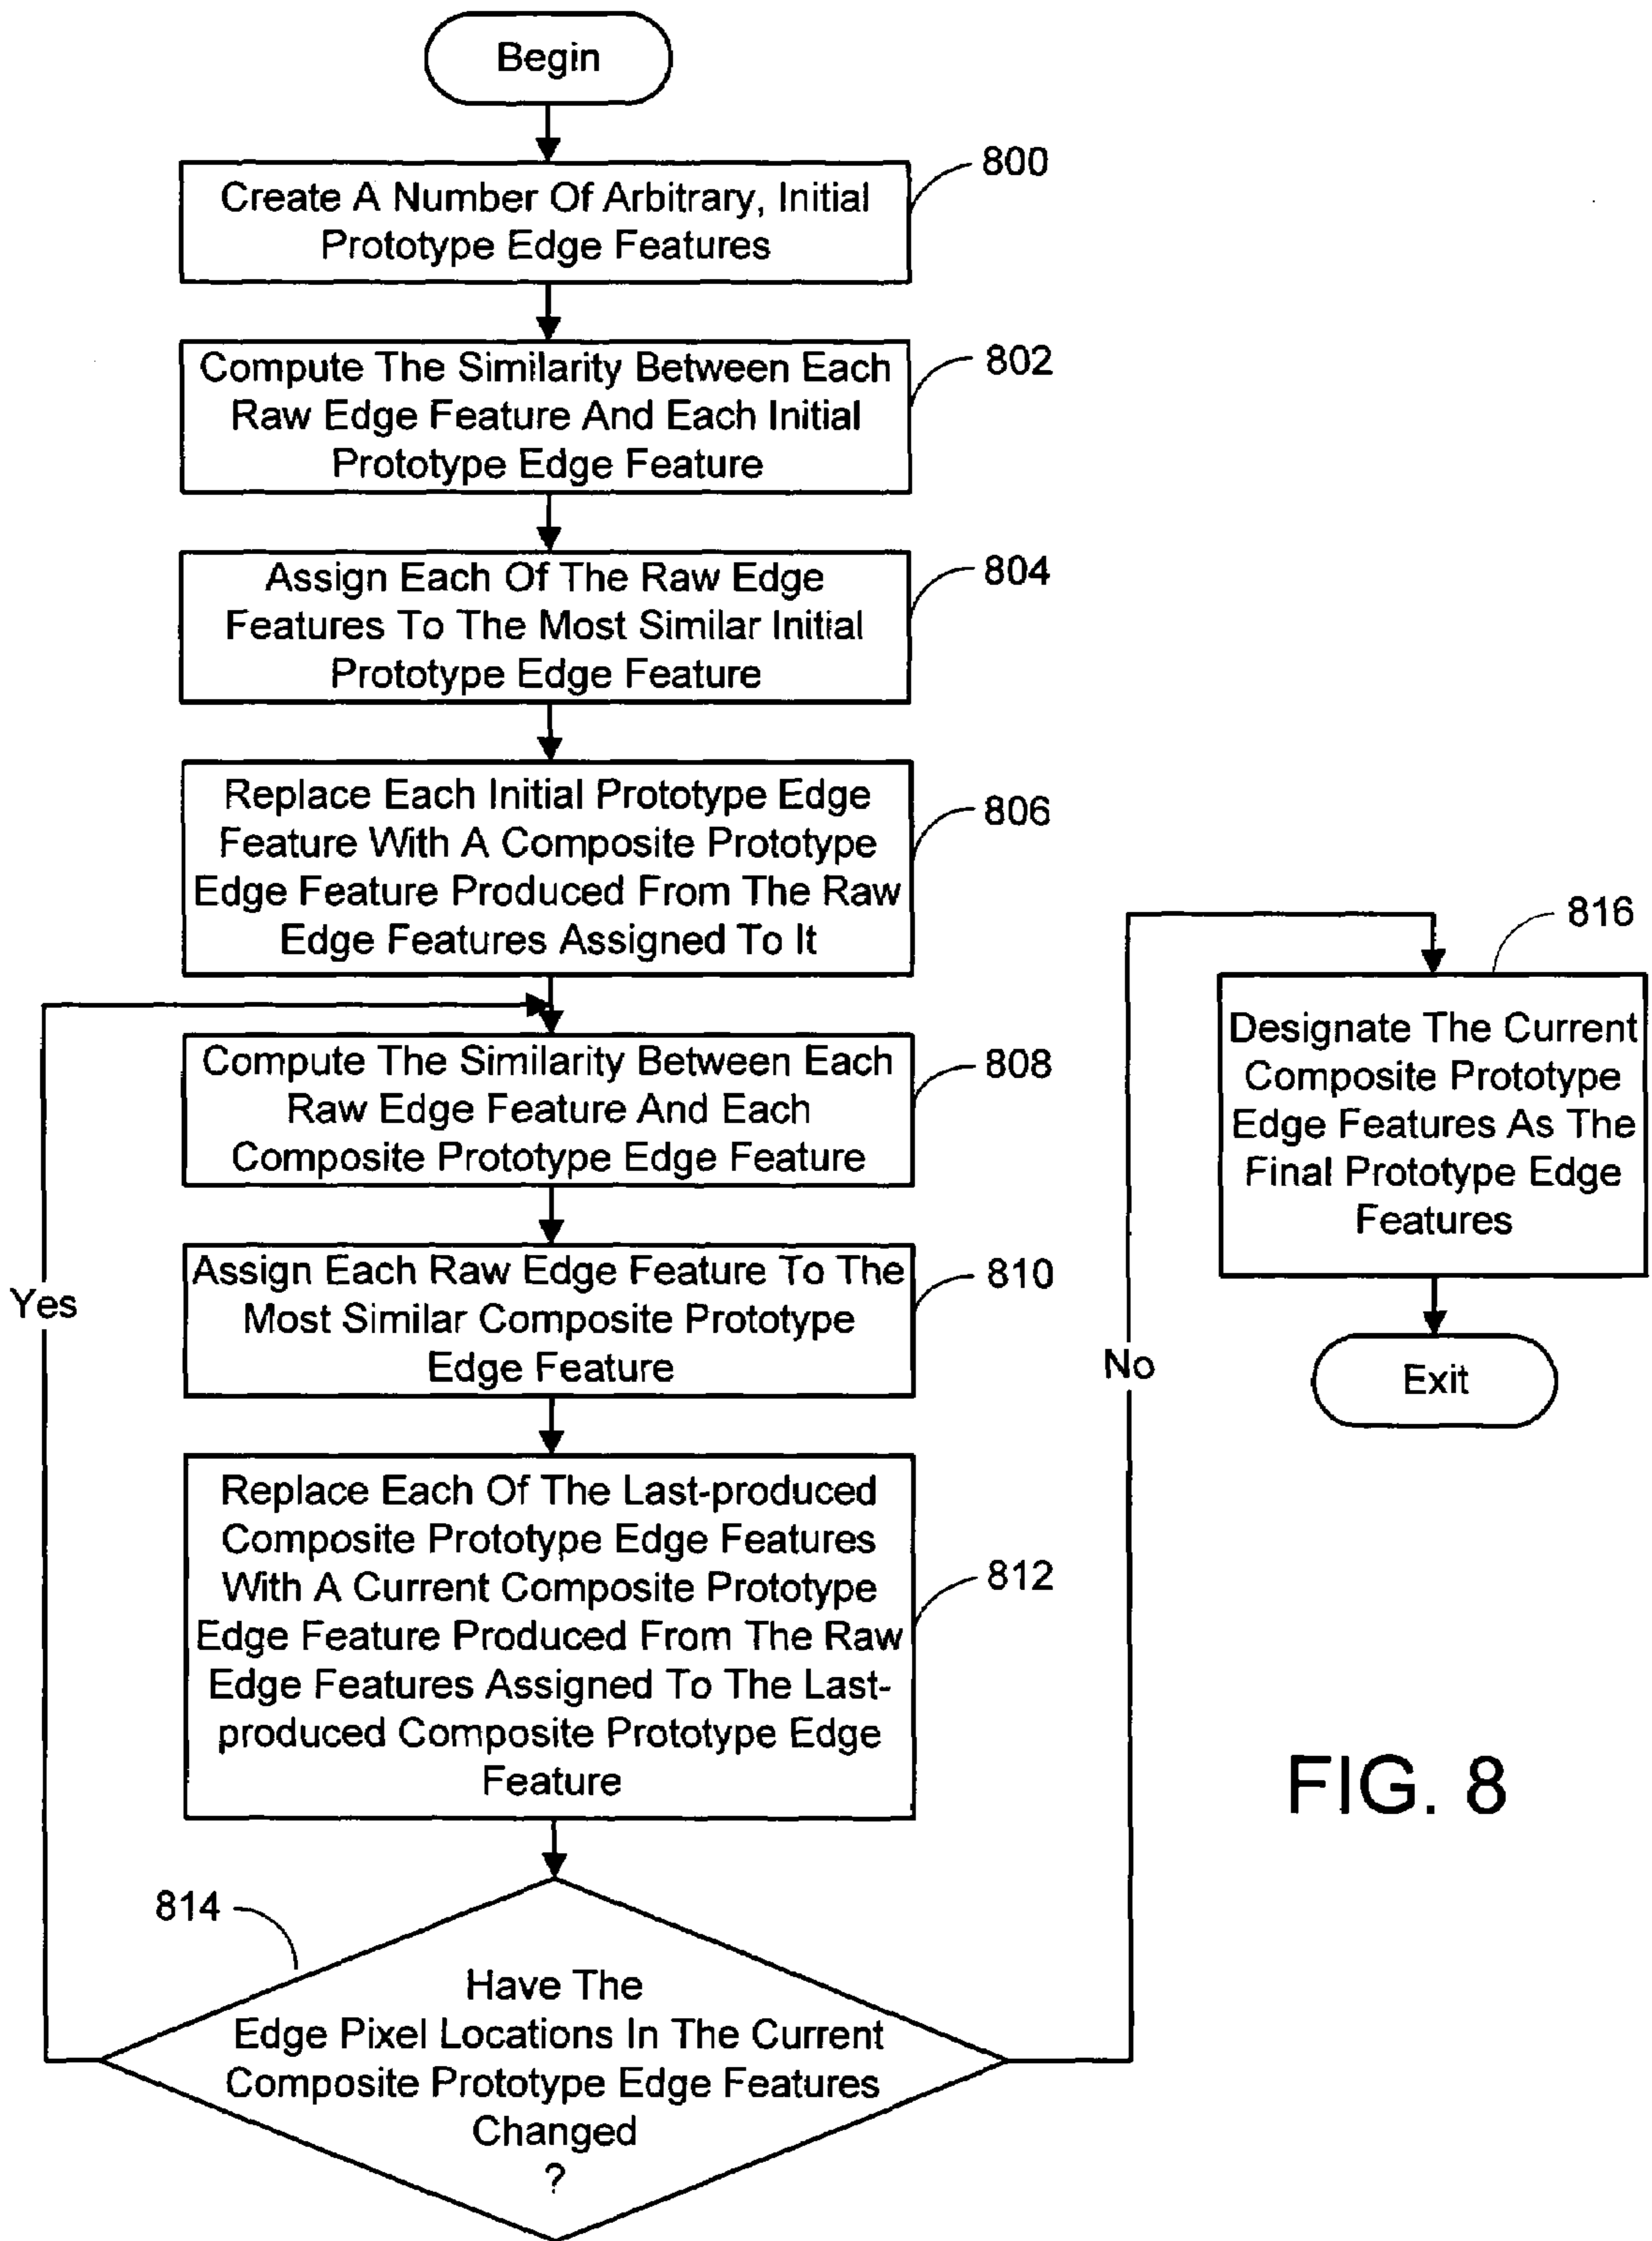 Begin
800
Create A Number Of Arbitrary, Initial
Prototype Edge Features
802
Compute The Similarity Between Each
Raw Edge Feature And Each Initial
Prototype Edge Feature
804
Assign Each Of The Raw Edge
Features To The Most Similar Initial
Prototype Edge Feature
806
Replace Each Initial Prototype Edge
Feature With A Composite Prototype
Edge Feature Produced From The Raw
Edge Features Assigned To It
808
Compute The Similarity Between Each
Raw Edge Feature And Each
Composite Prototype Edge Feature
810
Assign Each Raw Edge Feature To The
Most Similar Composite Prototype
Edge Feature
812
Replace Each Of The Last-produced
Composite Prototype Edge Features
With A Current Composite Prototype
Edge Feature Produced From The Raw
Edge Features Assigned To The Last-
produced Composite Prototype Edge
Feature
814
Have The
Edge Pixel Locations In The Current
Composite Prototype Edge Features
Changed
?
Yes
No
816
Designate The Current
Composite Prototype
Edge Features As The
Final Prototype Edge
Features
Exit
FIG. 8